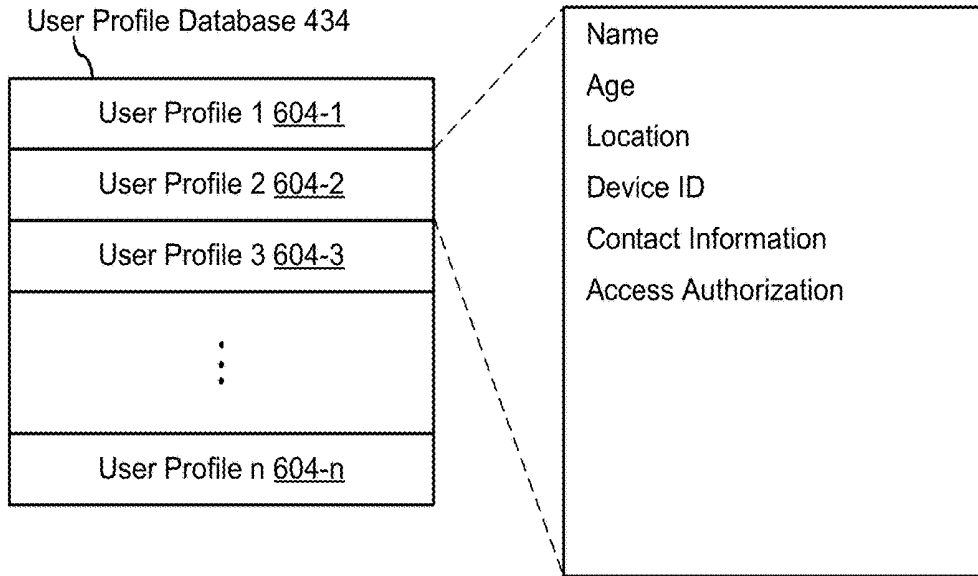 User Profile Database 434
User Profile 1 604-1
User Profile 2 604-2
User Profile 3 604-3
User Profile n 604-n
Name
Age
Location
Device ID
Contact Information
Access Authorization